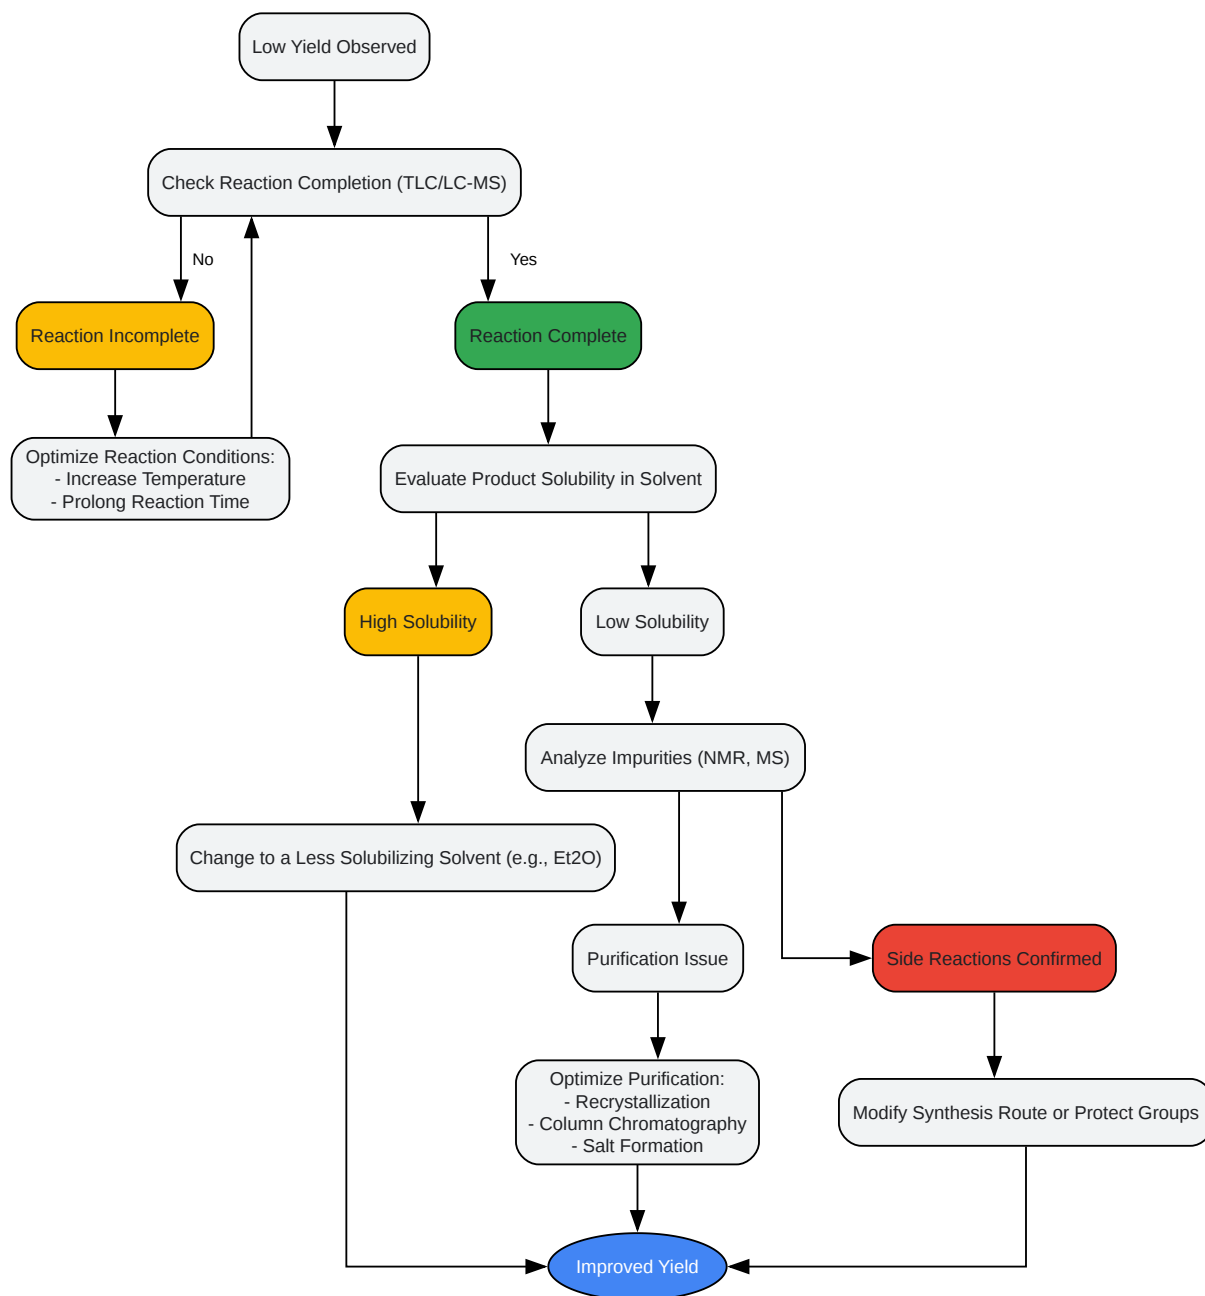 Low Yield Observed
Check Reaction Completion (TLC/LC-MS)
No
Yes
Reaction Incomplete
Reaction Complete
Optimize Reaction Conditions:
- Increase Temperature
- Prolong Reaction Time
Evaluate Product Solubility in Solvent
High Solubility
Low Solubility
Analyze Impurities (NMR, MS)
Change to a Less Solubilizing Solvent (e.g., Et2O)
Purification Issue
Side Reactions Confirmed
Optimize Purification:
- Recrystallization
- Column Chromatography
- Salt Formation
Modify Synthesis Route or Protect Groups
Improved Yield